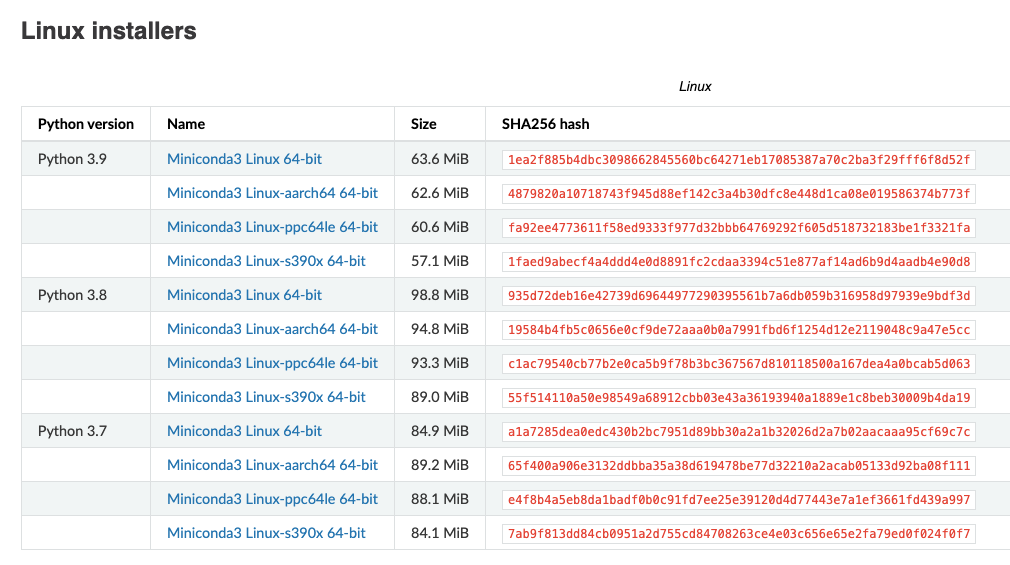 Linux installers
Linux
Python version Name Size SHA256 hash
Python 3.9 Miniconda3 Linux 64-bit 63.6 MiB 1ea2f885b4dbc3098662845560bc64271eb17085387a70c2ba3f29fff6f8d52f
Miniconda3 Linux-aarch64 64-bit 62.6 MiB 4879820a10718743f945d88ef142c3a4b30dfc8e448d1ca08e019586374b773f
Miniconda3 Linux-ppc64le 64-bit 60.6 MiB fa92ee4773611f58ed9333f977d32bbb64769292f605d518732183be1f3321fa
Miniconda3 Linux-s390x 64-bit 57.1 MiB 1faed9abecf4a4ddd4e0d8891fc2cdaa3394c51e877af14ad6b9d4aadb4e90d8
Python 3.8 Miniconda3 Linux 64-bit 98.8 MiB 935d72deb16e42739d69644977290395561b7a6db059b316958d97939e9bdf3d
Miniconda3 Linux-aarch64 64-bit 94.8 MiB 19584b4fb5c0656e0cf9de72aaa0b0a7991fbd6f1254d12e2119048c9a47e5cc
Miniconda3 Linux-ppc64le 64-bit 93.3 MiB c1ac79540cb77b2e0ca5b9f78b3bc367567d810118500a167dea4a0bcab5d063
Miniconda3 Linux-s390x 64-bit 89.0 MiB 55f514110a50e98549a68912cbb03e43a36193940a1889e1c8beb30009b4da19
Python 3.7 Miniconda3 Linux 64-bit 84.9 MiB a1a7285dea0edc430b2bc7951d89bb30a2a1b32026d2a7b02aacaaa95cf69c7c
Miniconda3 Linux-aarch64 64-bit 89.2 MiB 65f400a906e3132ddbba35a38d619478be77d32210a2acab05133d92ba08f111
Miniconda3 Linux-ppc64le 64-bit 88.1 MiB e4f8b4a5eb8da1badf0b0c91fd7ee25e39120d4d77443e7a1ef3661fd439a997
Miniconda3 Linux-s390x 64-bit 84.1 MiB 7ab9f813dd84cb0951a2d755cd84708263ce4e03c656e65e2fa79ed0f024f0f7